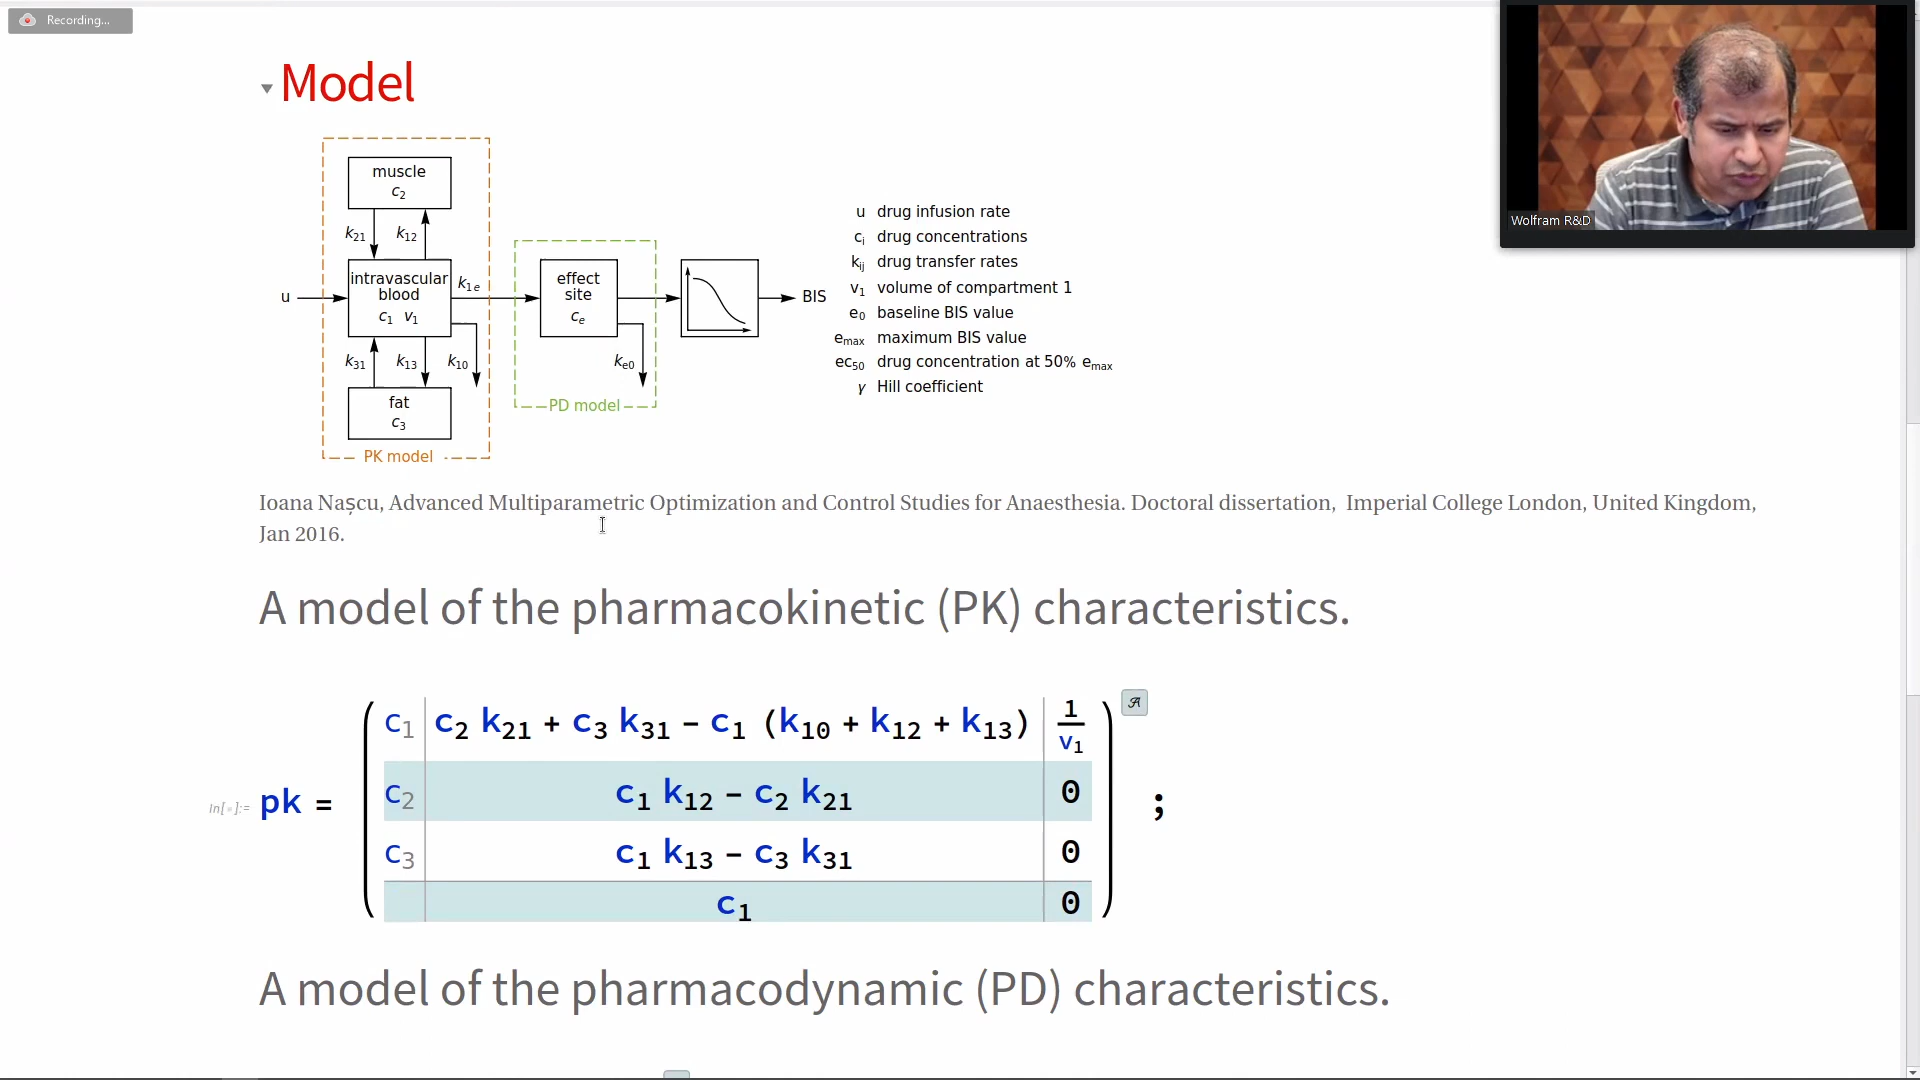 Recording...
Model
muscle
c2
k21 k12
intravascular
blood
c1 v1
k1e
u
effect
site
ce
BIS
k31 k13 k10
ke0
fat
c3
PD model
PK model
u drug infusion rate
ci drug concentrations
kij drug transfer rates
v1 volume of compartment 1
e0 baseline BIS value
emax maximum BIS value
ec50 drug concentration at 50% emax
γ Hill coefficient
Wolfram R&D
Ioana Nașcu, Advanced Multiparametric Optimization and Control Studies for Anaesthesia. Doctoral dissertation, Imperial College London, United Kingdom,
Jan 2016.
A model of the pharmacokinetic (PK) characteristics.
In[◦]:= pk =
c1 c2 k21 + c3 k31 − c1 (k10 + k12 + k13) 1/v1
c2 c1 k12 − c2 k21 0
c3 c1 k13 − c3 k31 0
c1 0
;
A model of the pharmacodynamic (PD) characteristics.